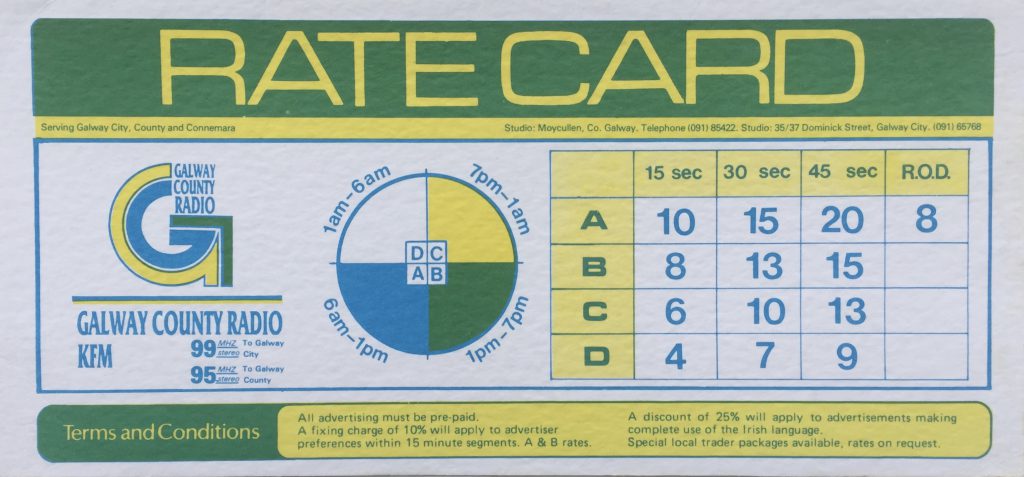 RATE CARD
Serving Galway City, County and Connemara
Studio: Moycullen, Co. Galway. Telephone (091) 85422. Studio: 35/37 Dominick Street, Galway City. (091) 65768
GALWAY
COUNTY
RADIO
G
GALWAY COUNTY RADIO
KFM
99 MHZ stereo To Galway City
95 MHZ stereo To Galway County
1am-6am
7pm-1am
D C
A B
6am-1pm
1pm-7pm
15 sec 30 sec 45 sec R.O.D.
A 10 15 20 8
B 8 13 15
C 6 10 13
D 4 7 9
Terms and Conditions
All advertising must be pre-paid.
A fixing charge of 10% will apply to advertiser
preferences within 15 minute segments. A & B rates.
A discount of 25% will apply to advertisements making
complete use of the Irish language.
Special local trader packages available, rates on request.